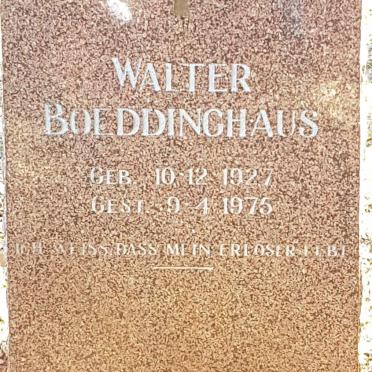 WALTER
BOEDDINGHAUS
GEB. 10-12-1927
GEST. 9-4-1975
ICH WEISS, DASS MEIN ERLÖSER LEBT